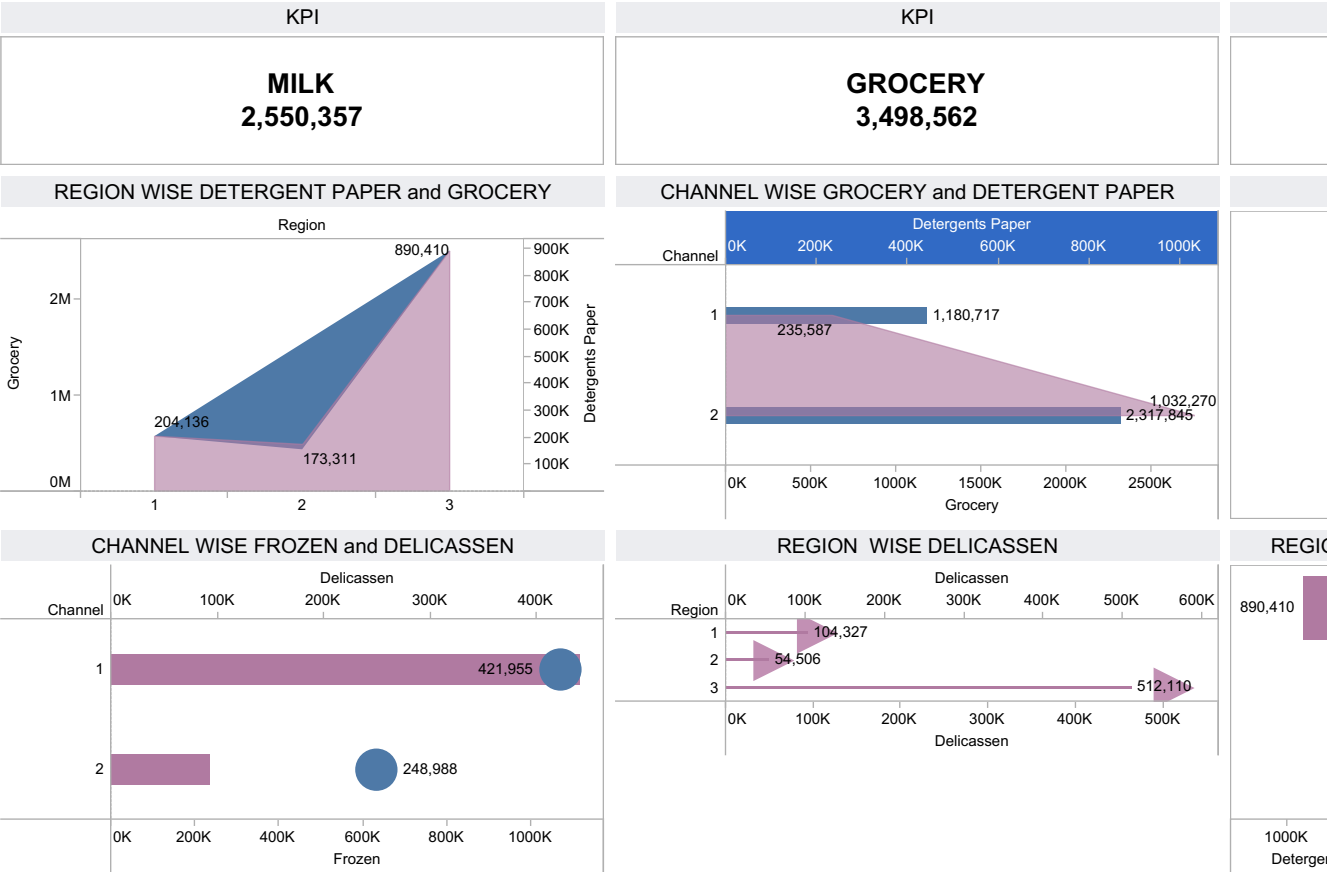 KPI
MILK
2,550,357
KPI
GROCERY
3,498,562
REGION WISE DETERGENT PAPER and GROCERY
Region
890,410
900K
800K
700K
600K
500K
400K
300K
200K
100K
2M
1M
0M
Grocery
Detergents Paper
204,136
173,311
1 2 3
CHANNEL WISE GROCERY and DETERGENT PAPER
Detergents Paper
0K 200K 400K 600K 800K 1000K
Channel
1 1,180,717
235,587
1,032,270
2 2,317,845
0K 500K 1000K 1500K 2000K 2500K
Grocery
CHANNEL WISE FROZEN and DELICASSEN
Delicassen
0K 100K 200K 300K 400K
Channel
1 421,955
2 248,988
0K 200K 400K 600K 800K 1000K
Frozen
REGION WISE DELICASSEN
Delicassen
0K 100K 200K 300K 400K 500K 600K
Region
1 104,327
2 54,506
3 512,110
0K 100K 200K 300K 400K 500K
Delicassen
890,410
1000K